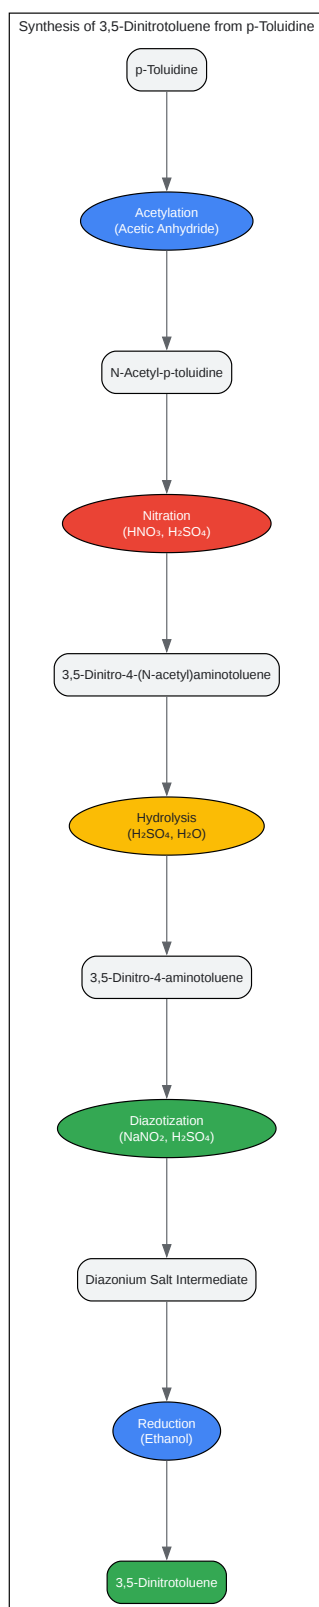 Synthesis of 3,5-Dinitrotoluene from p-Toluidine
p-Toluidine
Acetylation
(Acetic Anhydride)
N-Acetyl-p-toluidine
Nitration
(HNO₃, H₂SO₄)
3,5-Dinitro-4-(N-acetyl)aminotoluene
Hydrolysis
(H₂SO₄, H₂O)
3,5-Dinitro-4-aminotoluene
Diazotization
(NaNO₂, H₂SO₄)
Diazonium Salt Intermediate
Reduction
(Ethanol)
3,5-Dinitrotoluene